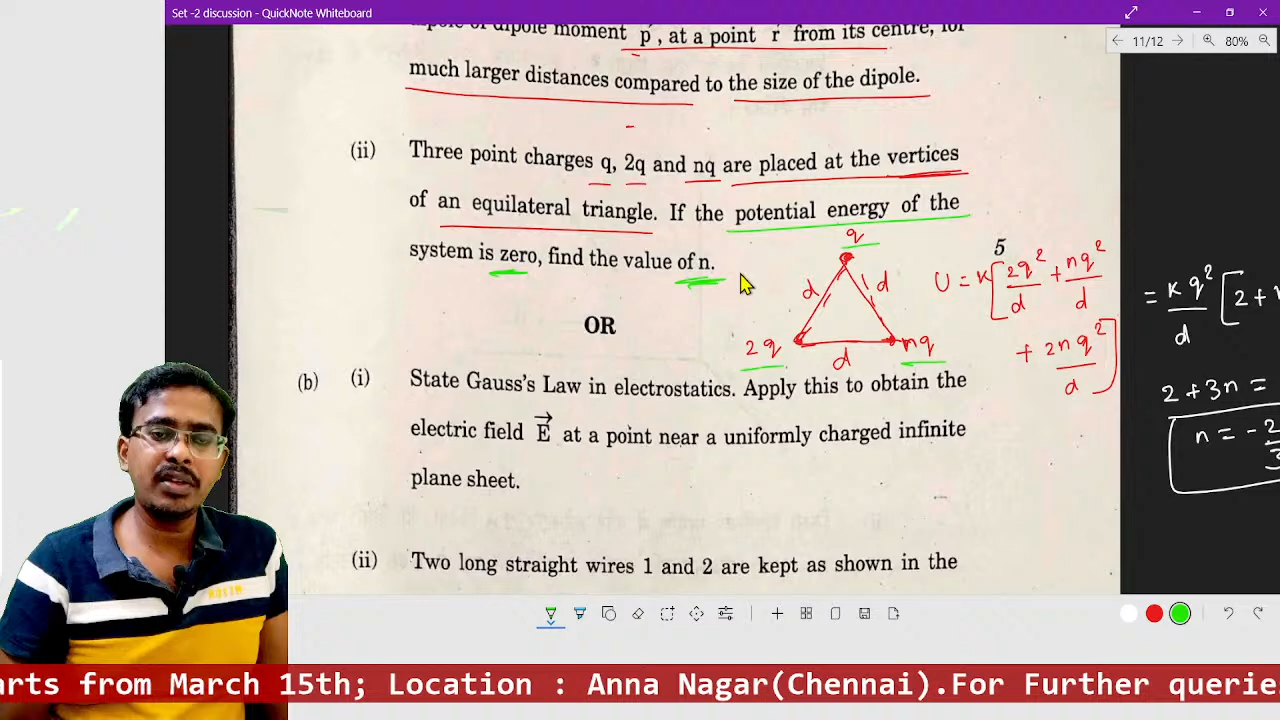 Set -2 discussion - QuickNote Whiteboard
11/12
80%
dipole of dipole moment p⃗, at a point r⃗ from its centre, for
much larger distances compared to the size of the dipole.
(ii) Three point charges q, 2q and nq are placed at the vertices
of an equilateral triangle. If the potential energy of the
system is zero, find the value of n.
5
q
d
d
2q
d
nq
U = K[2q²/d + nq²/d
+ 2nq²/d]
= Kq²/d [2 +
2 + 3n =
n = -2/3
OR
(b) (i) State Gauss's Law in electrostatics. Apply this to obtain the
electric field E⃗ at a point near a uniformly charged infinite
plane sheet.
(ii) Two long straight wires 1 and 2 are kept as shown in the
arts from March 15th; Location : Anna Nagar(Chennai).For Further querie